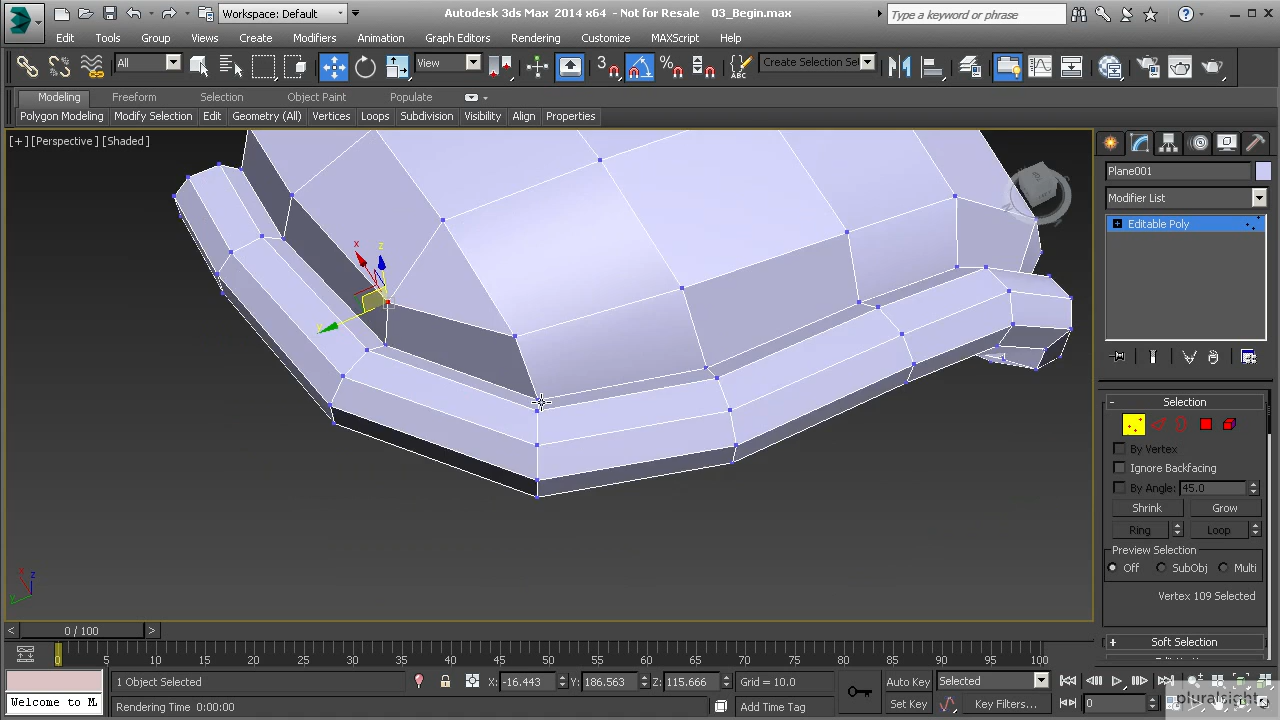 Workspace: Default
Autodesk 3ds Max 2014 x64 - Not for Resale 03_Begin.max
Type a keyword or phrase
Edit Tools Group Views Create Modifiers Animation Graph Editors Rendering Customize MAXScript Help
All View 3 Create Selection Se
Modeling Freeform Selection Object Paint Populate
Polygon Modeling Modify Selection Edit Geometry (All) Vertices Loops Subdivision Visibility Align Properties
[+] [Perspective] [Shaded]
Plane001
Modifier List
Editable Poly
x z
y
- Selection
By Vertex
Ignore Backfacing
By Angle: 45.0
Shrink Grow
Ring Loop
Preview Selection
Off SubObj Multi
Vertex 109 Selected
+ Soft Selection
x z
y
< 0 / 100 >
0 5 10 15 20 25 30 35 40 45 50 55 60 65 70 75 80 85 90 95 100
1 Object Selected X: -16.443 Y: 186.563 Z: 115.666 Grid = 10.0 Auto Key Selected
Welcome to M Rendering Time 0:00:00 Add Time Tag Set Key Key Filters... 0
pluralsight